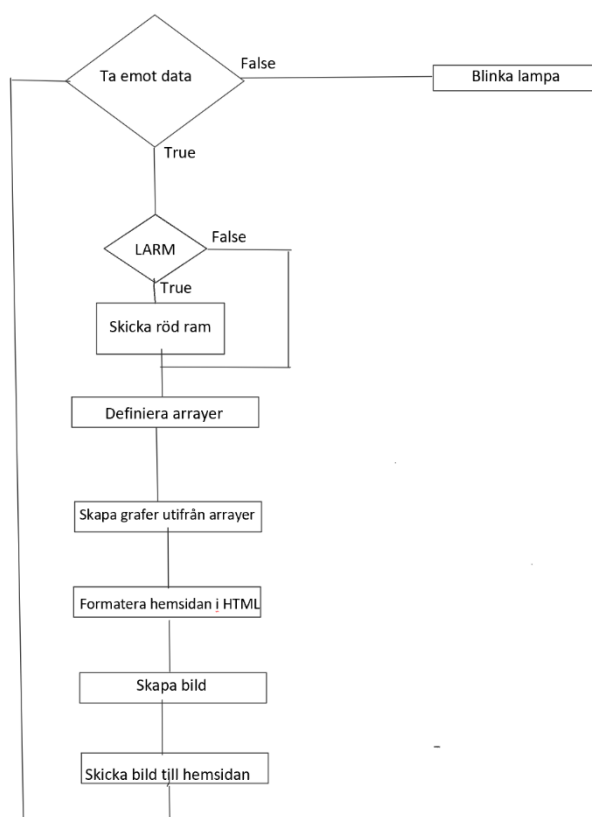 Ta emot data
False
Blinka lampa
True
LARM
False
True
Skicka röd ram
Definiera arrayer
Skapa grafer utifrån arrayer
Formatera hemsidan i HTML
Skapa bild
Skicka bild till hemsidan